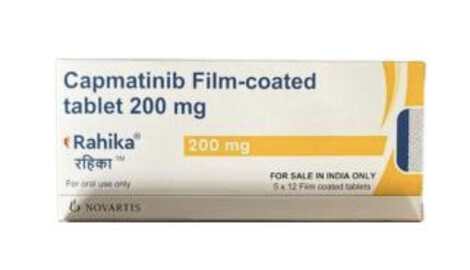 Capmatinib Film-coated
tablet 200 mg
Rahika®
रहिका™
200 mg
For oral use only
FOR SALE IN INDIA ONLY
5 x 12 Film coated tablets
NOVARTIS